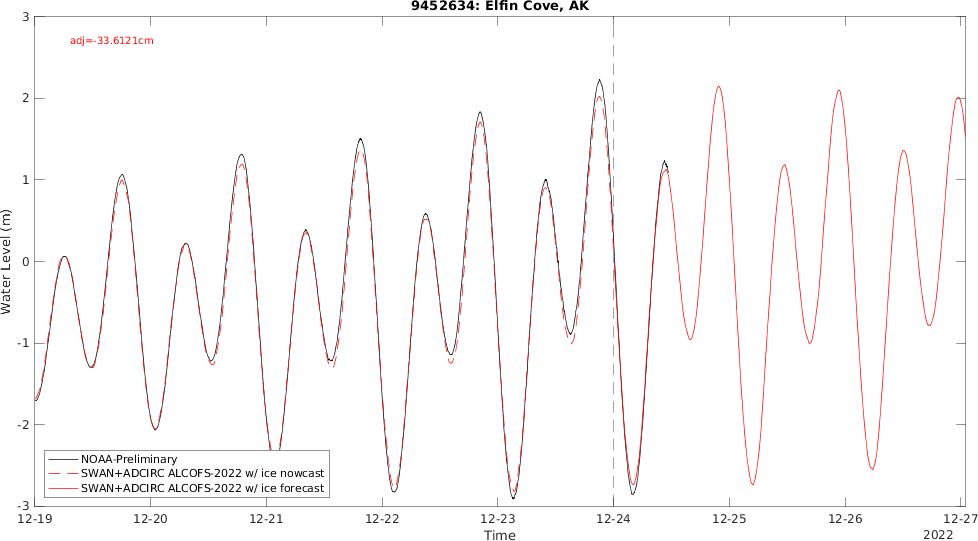 9452634: Elfin Cove, AK
adj=-33.6121cm
Water Level (m)
3
2
1
0
-1
-2
-3
NOAA-Preliminary
SWAN+ADCIRC ALCOFS-2022 w/ ice nowcast
SWAN+ADCIRC ALCOFS-2022 w/ ice forecast
12-19 12-20 12-21 12-22 12-23 12-24 12-25 12-26 12-27
Time
2022